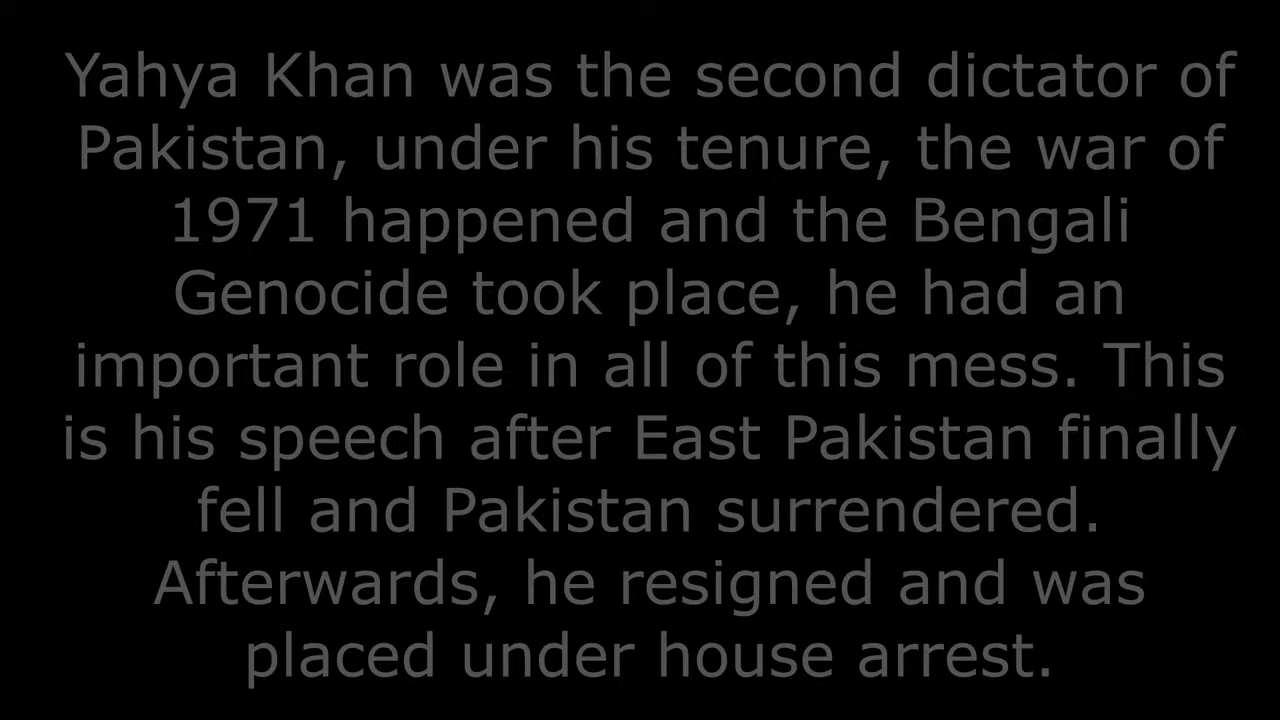 Yahya Khan was the second dictator of
Pakistan, under his tenure, the war of
1971 happened and the Bengali
Genocide took place, he had an
important role in all of this mess. This
is his speech after East Pakistan finally
fell and Pakistan surrendered.
Afterwards, he resigned and was
placed under house arrest.